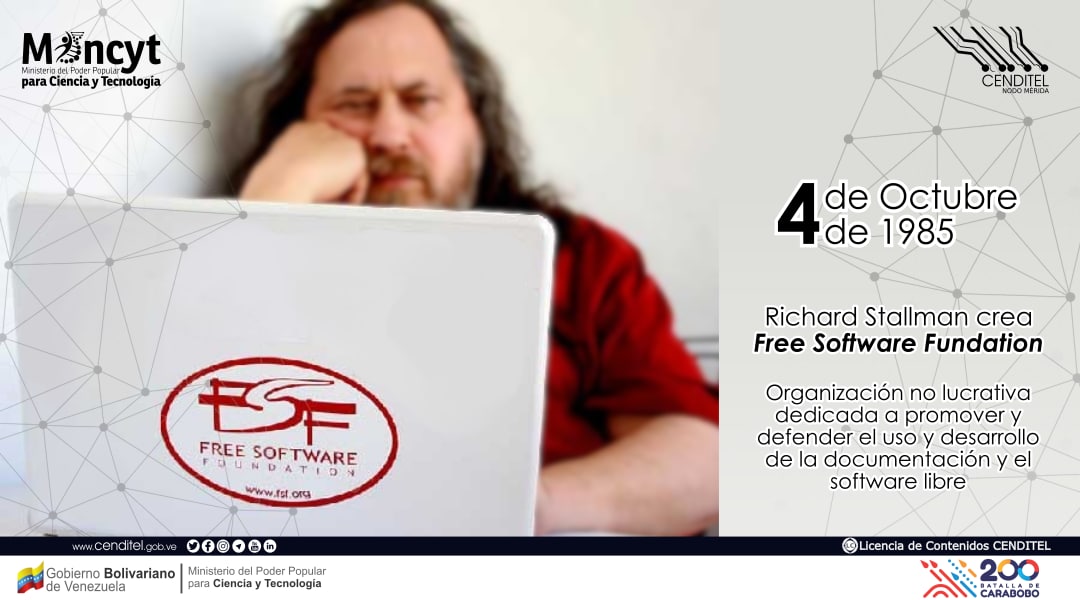 Mincyt
Ministerio del Poder Popular
para Ciencia y Tecnología
CENDITEL
NODO MÉRIDA
4 de Octubre
de 1985
Richard Stallman crea
Free Software Fundation
Organización no lucrativa
dedicada a promover y
defender el uso y desarrollo
de la documentación y el
software libre
FSF
FREE SOFTWARE
FOUNDATION
www.fsf.org
www.cenditel.gob.ve
Licencia de Contenidos CENDITEL
Gobierno Bolivariano
de Venezuela
Ministerio del Poder Popular
para Ciencia y Tecnología
200
BATALLA DE
CARABOBO